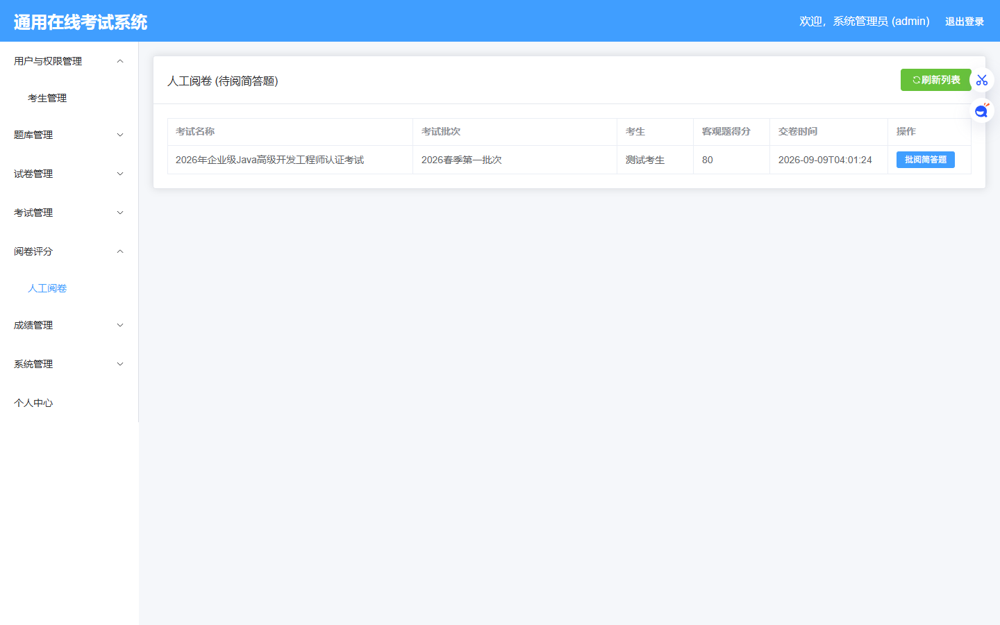 通用在线考试系统
欢迎，系统管理员 (admin) 退出登录
用户与权限管理
考生管理
题库管理
试卷管理
考试管理
阅卷评分
人工阅卷
成绩管理
系统管理
个人中心
人工阅卷 (待阅简答题)
刷新列表
考试名称 考试批次 考生 客观题得分 交卷时间 操作
2026年企业级Java高级开发工程师认证考试 2026春季第一批次 测试考生 80 2026-09-09T04:01:24 批阅简答题